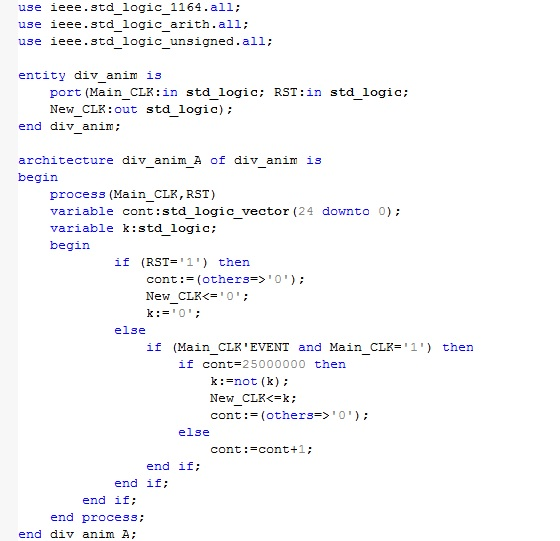 use ieee.std_logic_1164.all;
use ieee.std_logic_arith.all;
use ieee.std_logic_unsigned.all;

entity div_anim is
    port(Main_CLK:in std_logic; RST:in std_logic;
    New_CLK:out std_logic);
end div_anim;

architecture div_anim_A of div_anim is
begin
    process(Main_CLK,RST)
    variable cont:std_logic_vector(24 downto 0);
    variable k:std_logic;
    begin
            if (RST='1') then
                cont:=(others=>'0');
                New_CLK<='0';
                k:='0';
            else
                if (Main_CLK'EVENT and Main_CLK='1') then
                    if cont=25000000 then
                        k:=not(k);
                        New_CLK<=k;
                        cont:=(others=>'0');
                    else
                        cont:=cont+1;
                end if;
            end if;
        end if;
    end process;
end div_anim_A;